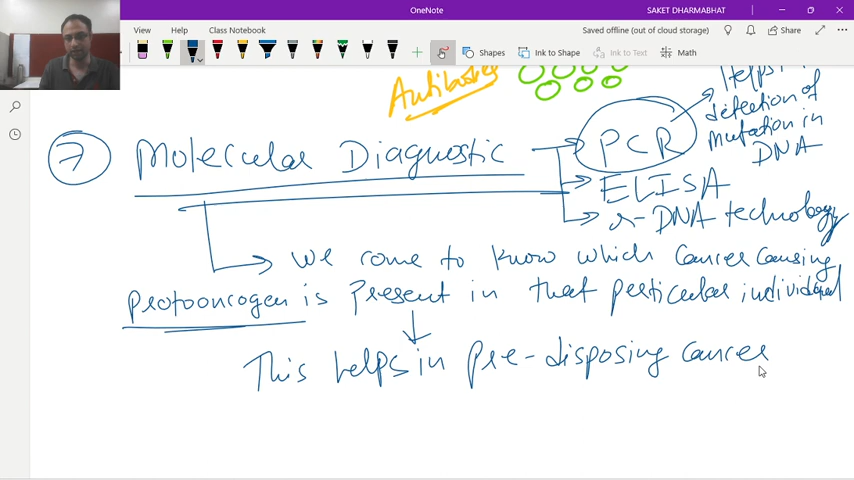 OneNote
SAKET DHARMABHAT
View
Help
Class Notebook
Saved offline (out of cloud storage)
Share
Shapes
Ink to Shape
Ink to Text
Math
Antibodies
Helps in
detection of
mutation in
DNA
7
Molecular Diagnostic
PCR
ELISA
r-DNA technology
We come to know which cancer causing
Protooncogen is present in that perticular individual
This helps in Pre-disposing cancer